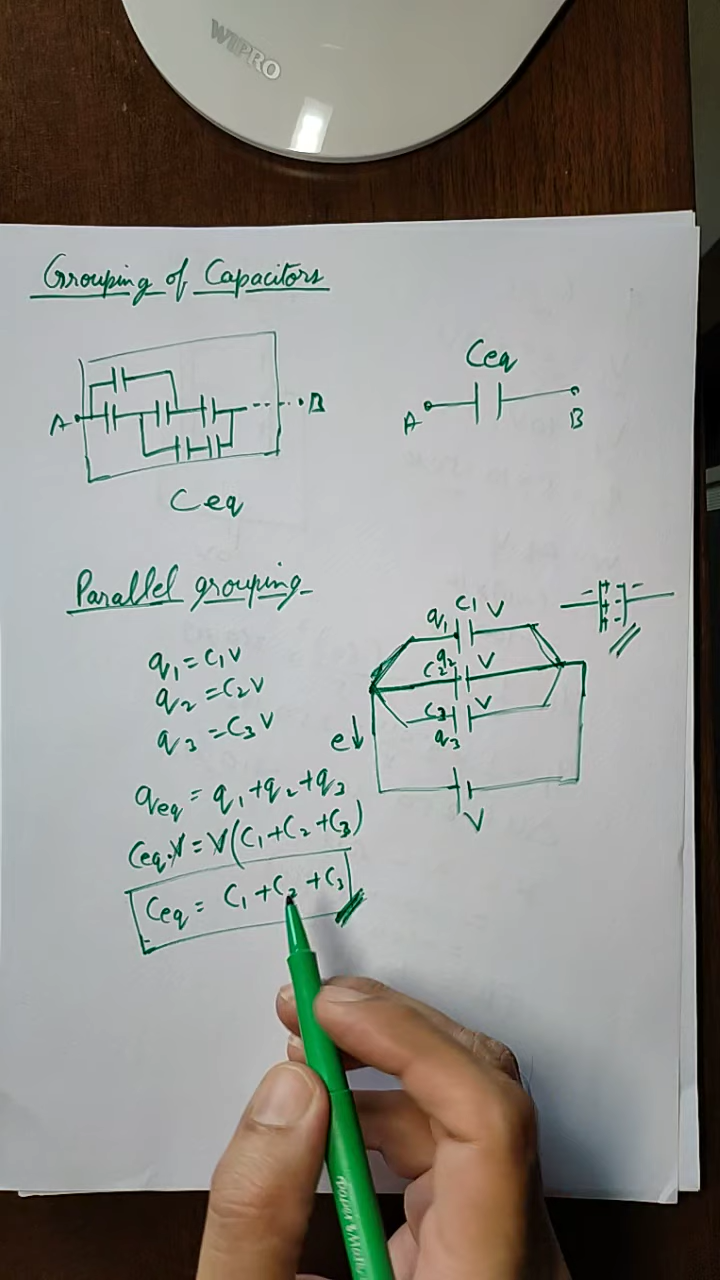 WIPRO
Grouping of Capacitors
A B
Ceq
Ceq
A B
Parallel grouping
q₁ = C₁V
q₂ = C₂V
q₃ = C₃V
qeq = q₁+q₂+q₃
Ceq.V = V(C₁+C₂+C₃)
Ceq = C₁+C₂+C₃
q₁ C₁ V
C₂ q₂ V
C₃ V
q₃
e↓
V